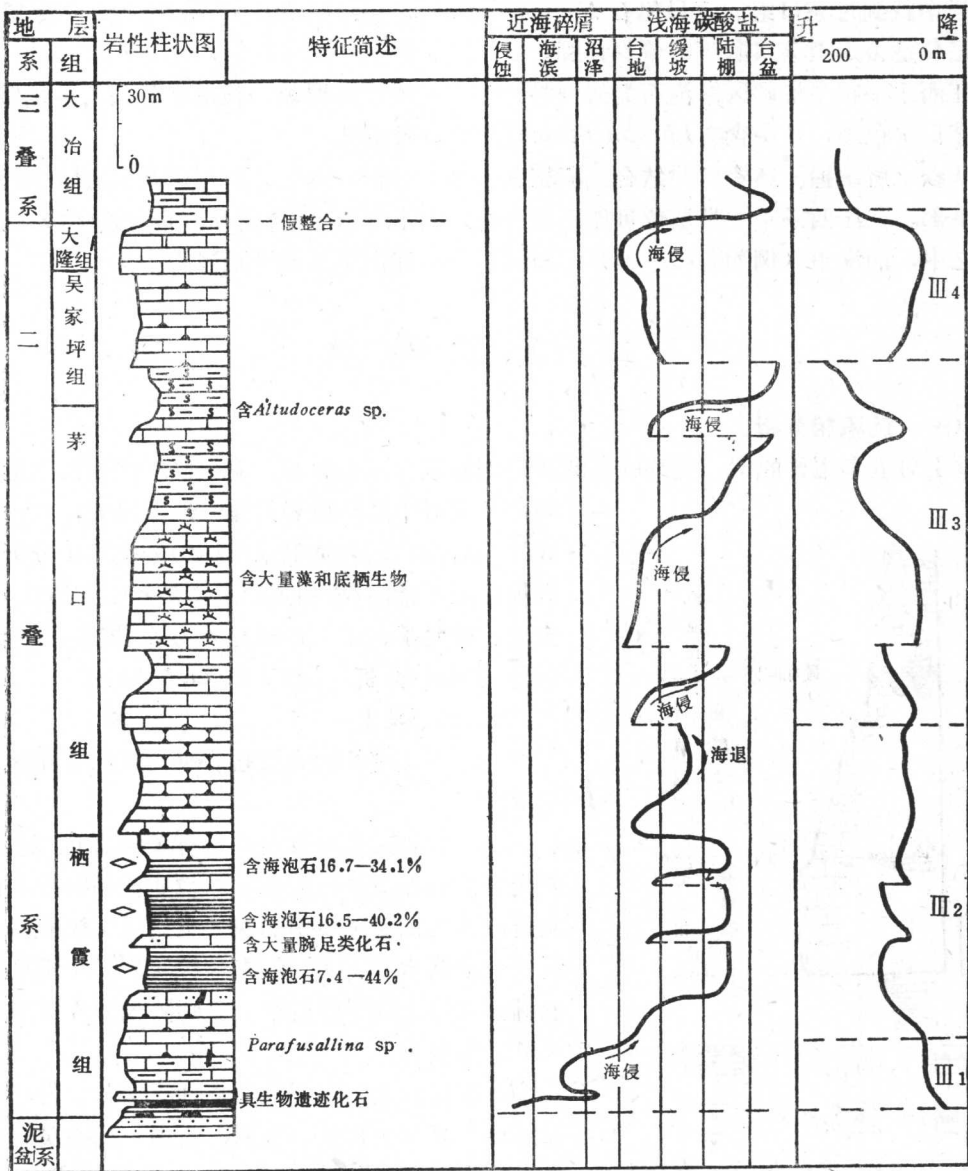 地 层
岩性柱状图
特征简述
近海碎屑
浅海碳酸盐
升 降
200 0m
系 组
侵蚀
海滨
沼泽
台地
缓坡
陆棚
台盆
三叠系
大冶组
30m
0
假整合
二叠系
大隆组
吴家坪组
海侵
III4
茅口组
含Altudoceras sp.
海侵
III3
含大量藻和底栖生物
海侵
海侵
海退
栖霞组
含海泡石16.7—34.1%
含海泡石16.5—40.2%
III2
含大量腕足类化石.
含海泡石7.4—44%
Parafusallina sp.
海侵
III1
具生物遗迹化石
泥盆系